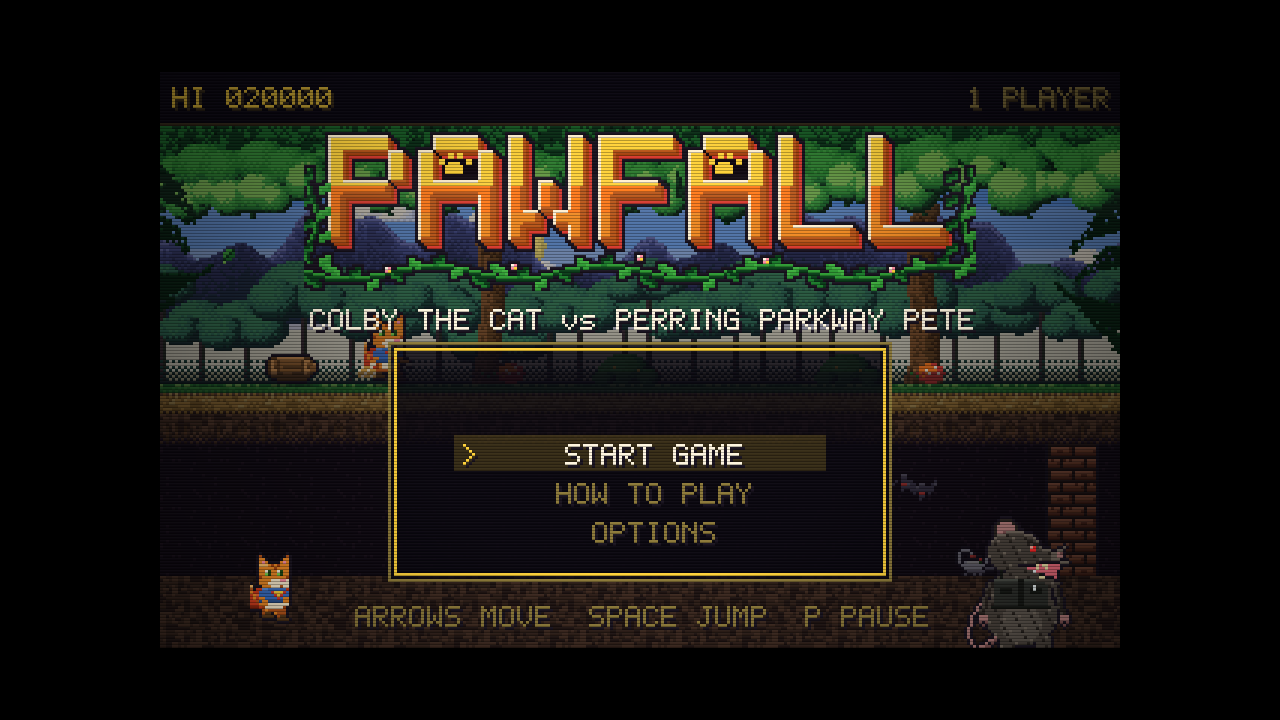 HI 020000
1 PLAYER
PAWFALL
COLBY THE CAT vs PERRING PARKWAY PETE
> START GAME
HOW TO PLAY
OPTIONS
ARROWS MOVE SPACE JUMP P PAUSE